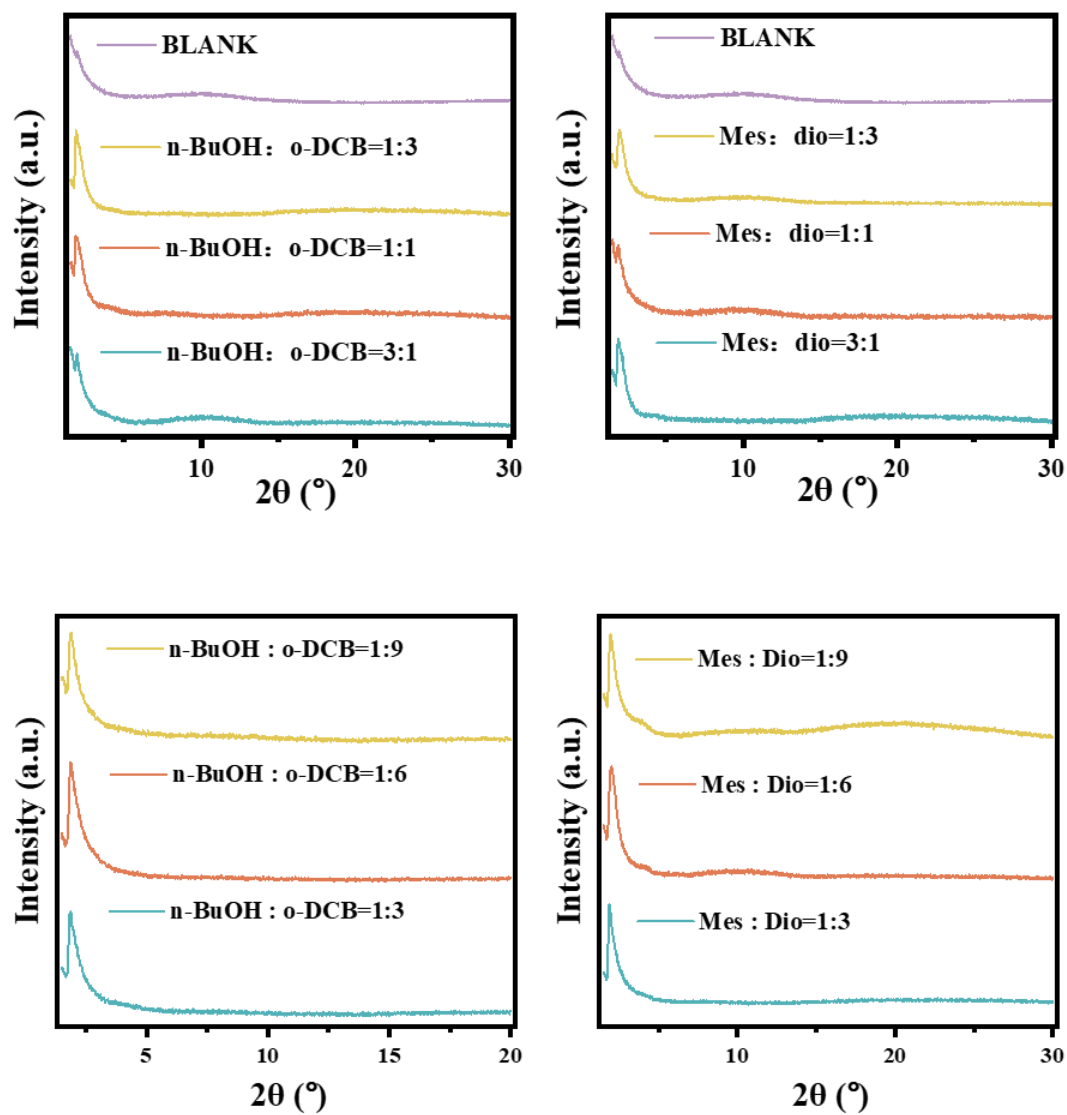 BLANK
n-BuOH： o-DCB=1:3
n-BuOH： o-DCB=1:1
n-BuOH： o-DCB=3:1
Intensity (a.u.)
10
20
30
2θ (°)
BLANK
Mes： dio=1:3
Mes： dio=1:1
Mes： dio=3:1
Intensity (a.u.)
10
20
30
2θ (°)
n-BuOH : o-DCB=1:9
n-BuOH : o-DCB=1:6
n-BuOH : o-DCB=1:3
Intensity (a.u.)
5
10
15
20
2θ (°)
Mes : Dio=1:9
Mes : Dio=1:6
Mes : Dio=1:3
Intensity (a.u.)
10
20
30
2θ (°)